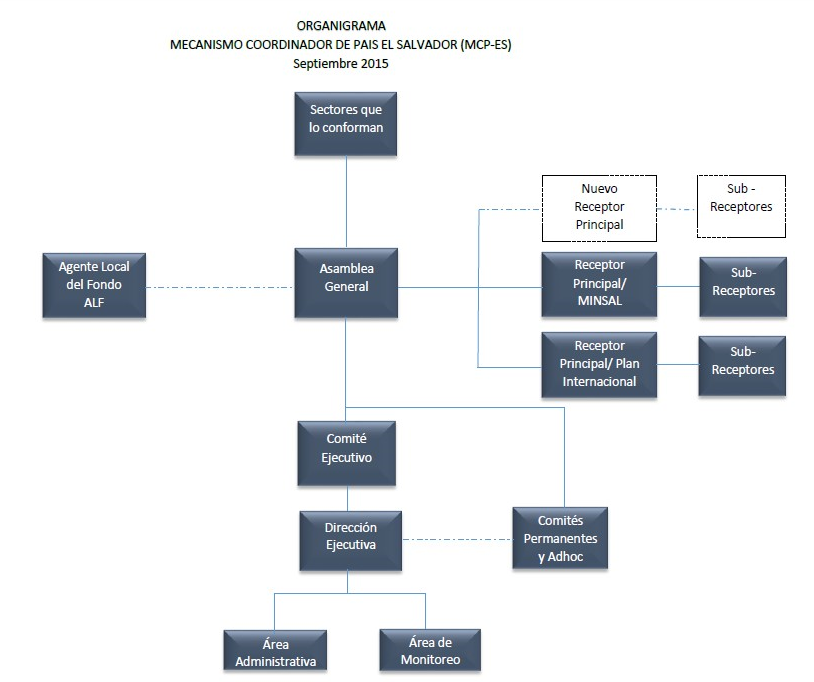 ORGANIGRAMA
MECANISMO COORDINADOR DE PAIS EL SALVADOR (MCP-ES)
Septiembre 2015
Sectores que
lo conforman
Nuevo
Receptor
Principal
Sub -
Receptores
Agente Local
del Fondo
ALF
Asamblea
General
Receptor
Principal/
MINSAL
Sub-
Receptores
Receptor
Principal/ Plan
Internacional
Sub-
Receptores
Comité
Ejecutivo
Dirección
Ejecutiva
Comités
Permanentes
y Adhoc
Área
Administrativa
Área de
Monitoreo